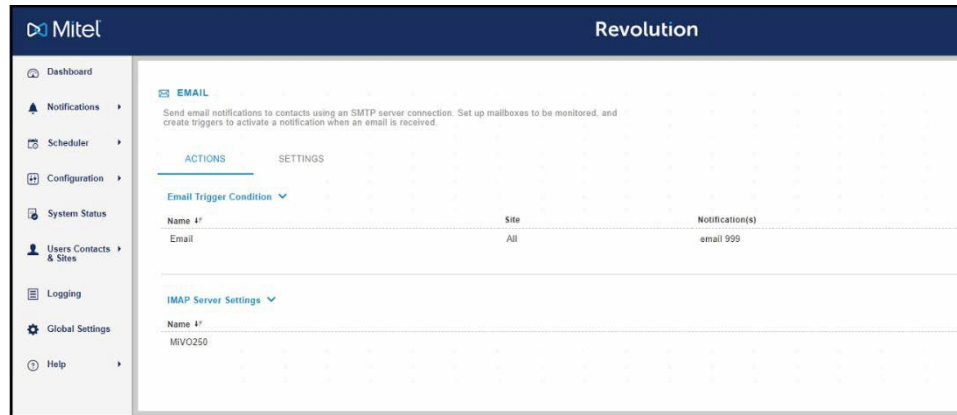 Mitel
Revolution
Dashboard
Notifications
Scheduler
Configuration
System Status
Users Contacts
& Sites
Logging
Global Settings
Help
EMAIL
Send email notifications to contacts using an SMTP server connection. Set up mailboxes to be monitored, and
create triggers to activate a notification when an email is received.
ACTIONS SETTINGS
Email Trigger Condition
Name Site Notification(s)
Email All email 999
IMAP Server Settings
Name
MiVO250